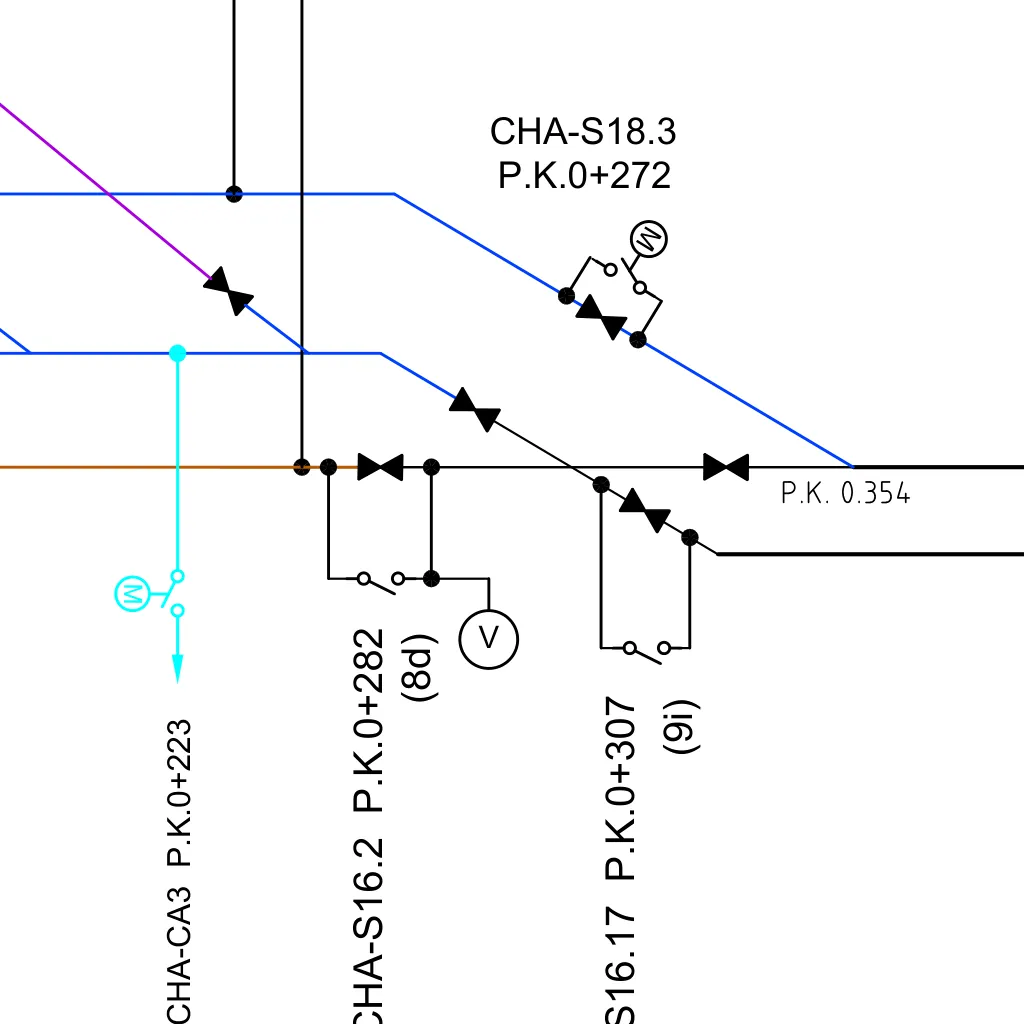 CHA-S18.3
P.K.0+272
M
P.K. 0.354
M
V
CHA-CA3 P.K.0+223
CHA-S16.2 P.K.0+282
(8d)
S16.17 P.K.0+307
(9i)